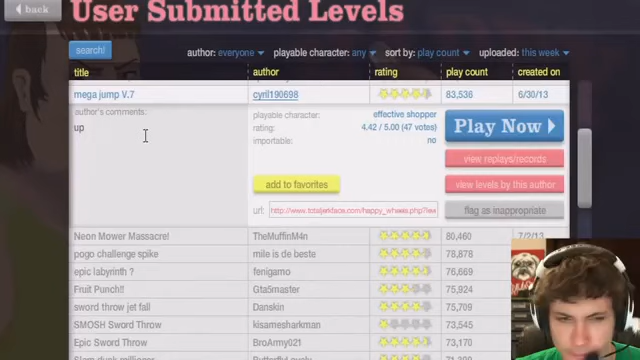 back
User Submitted Levels
search!
author: everyone playable character: any sort by: play count uploaded: this week
title author rating play count created on
mega jump V.7 cyril190698 83,536 6/30/13
author's comments:
up
playable character: effective shopper
rating: 4.42 / 5.00 (47 votes)
importable: no
Play Now
view replays/records
view levels by this author
add to favorites
url: http://www.totaljerkface.com/happy_wheels.php?lev
flag as inappropriate
Neon Mower Massacre! TheMuffinM4n 80,460 7/2/13
pogo challenge spike mile is de beste 78,878
epic labyrinth ? fenigamo 76,669
Fruit Punch!! Gta5master 75,924
sword throw jet fall Danskin 75,709
SMOSH Sword Throw kisamesharkman 73,545
Epic Sword Throw BroArmy021 73,170